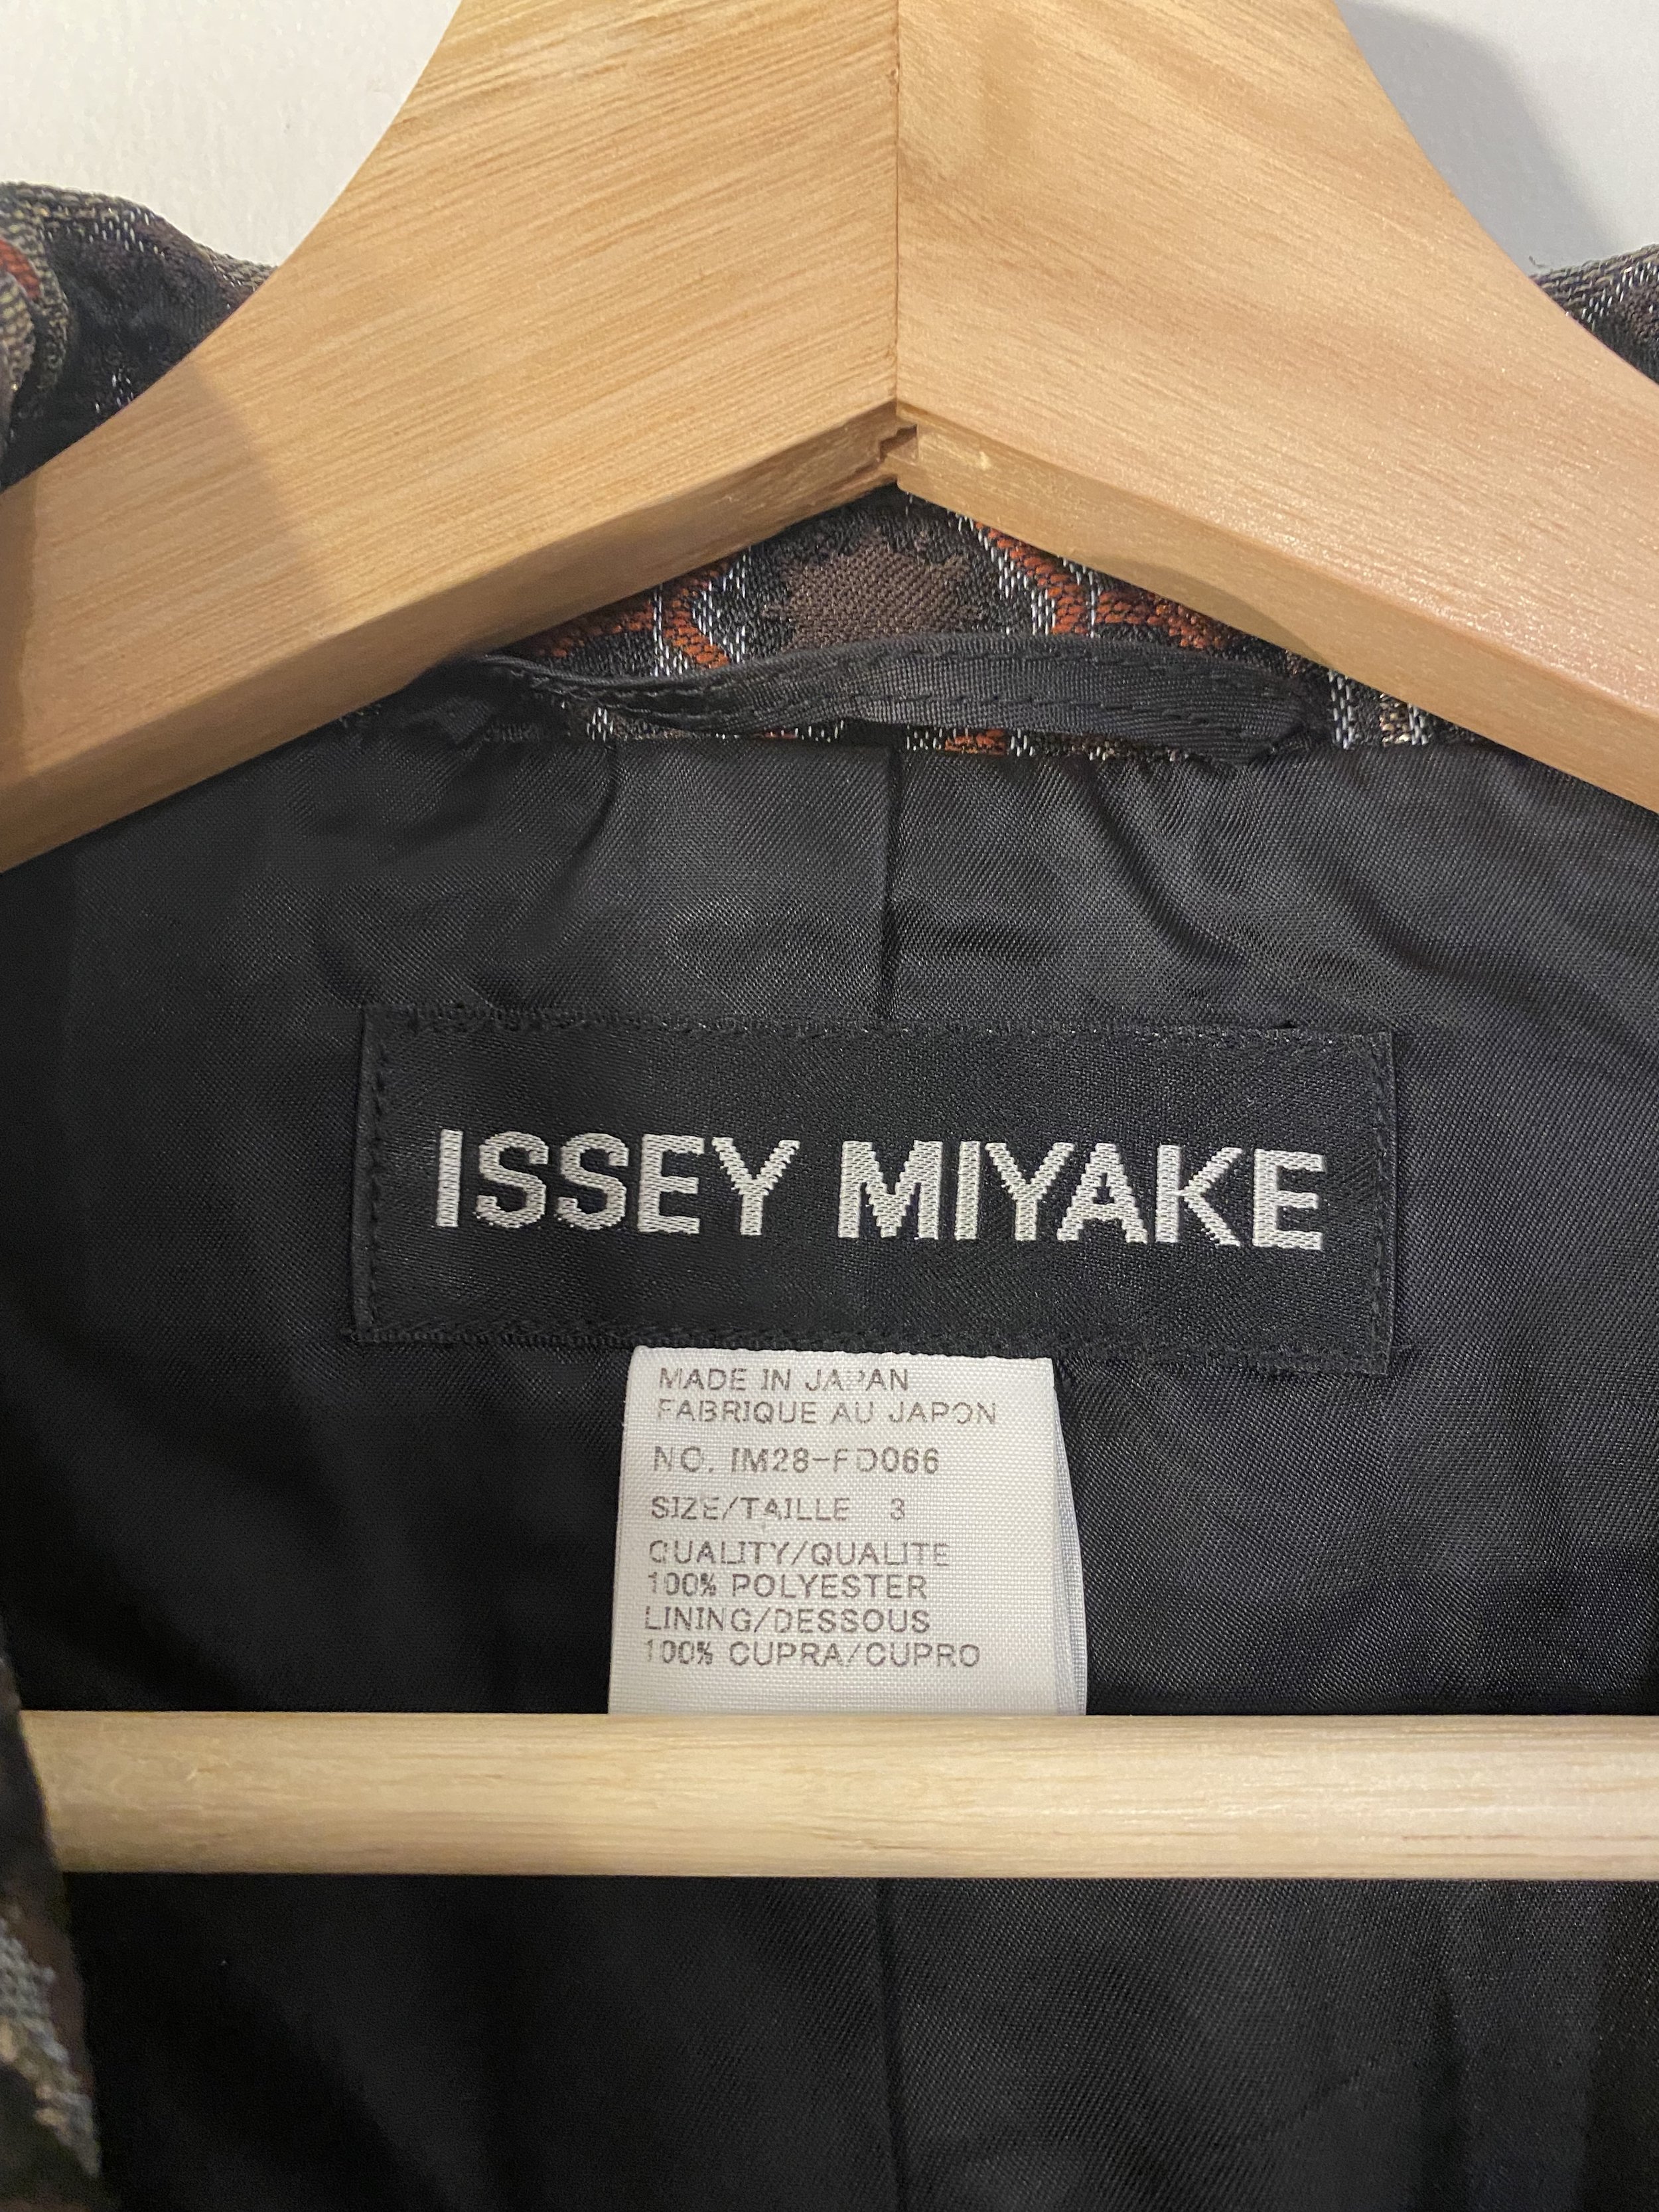 ISSEY MIYAKE
MADE IN JAPAN
FABRIQUE AU JAPON
NO. IM28-FD066
SIZE/TAILLE 3
QUALITY/QUALITE
100% POLYESTER
LINING/DESSOUS
100% CUPRA/CUPRO